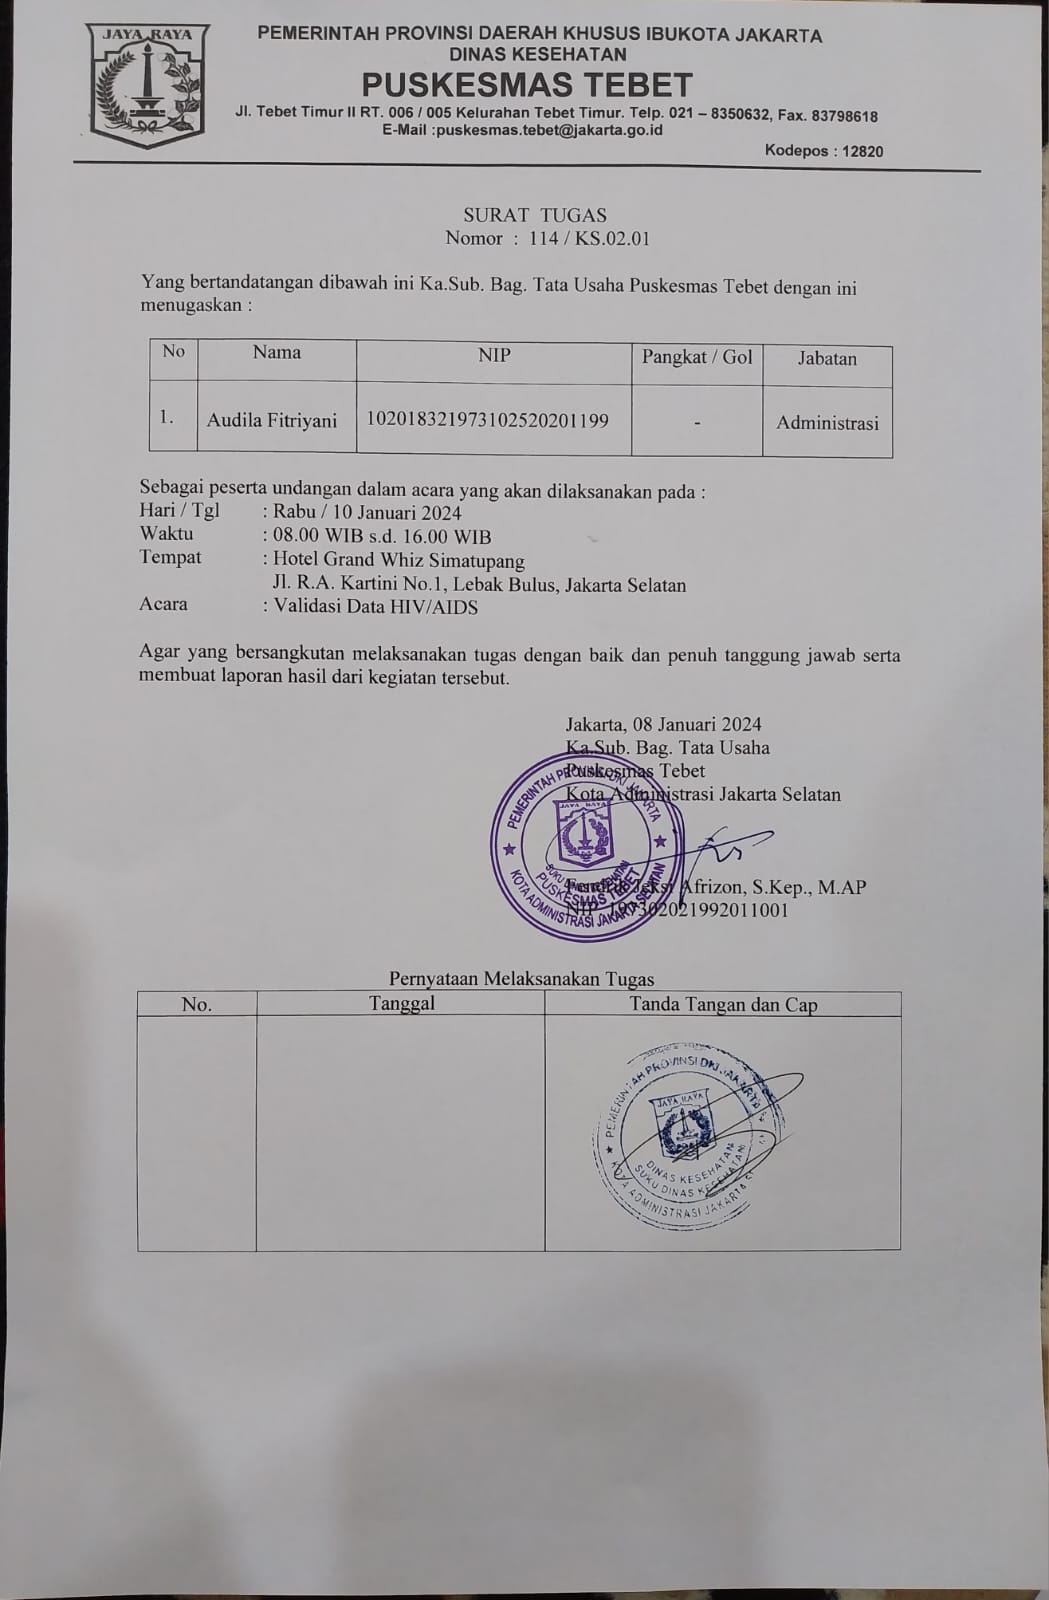 JAYA RAYA
PEMERINTAH PROVINSI DAERAH KHUSUS IBUKOTA JAKARTA
DINAS KESEHATAN
PUSKESMAS TEBET
Jl. Tebet Timur II RT. 006 / 005 Kelurahan Tebet Timur. Telp. 021 – 8350632, Fax. 83798618
E-Mail :puskesmas.tebet@jakarta.go.id
Kodepos : 12820
SURAT TUGAS
Nomor : 114 / KS.02.01
Yang bertandatangan dibawah ini Ka.Sub. Bag. Tata Usaha Puskesmas Tebet dengan ini
menugaskan :
No Nama NIP Pangkat / Gol Jabatan
1. Audila Fitriyani 102018321973102520201199 - Administrasi
Sebagai peserta undangan dalam acara yang akan dilaksanakan pada :
Hari / Tgl : Rabu / 10 Januari 2024
Waktu : 08.00 WIB s.d. 16.00 WIB
Tempat : Hotel Grand Whiz Simatupang
Jl. R.A. Kartini No.1, Lebak Bulus, Jakarta Selatan
Acara : Validasi Data HIV/AIDS
Agar yang bersangkutan melaksanakan tugas dengan baik dan penuh tanggung jawab serta
membuat laporan hasil dari kegiatan tersebut.
Jakarta, 08 Januari 2024
Ka.Sub. Bag. Tata Usaha
Puskesmas Tebet
Kota Administrasi Jakarta Selatan
PEMERINTAH PROVINSI DKI JAKARTA
JAYA RAYA
SUKU DINAS KESEHATAN
PUSKESMAS TEBET
KOTA ADMINISTRASI JAKARTA SELATAN
Afrizon, S.Kep., M.AP
NIP 197302021992011001
Pernyataan Melaksanakan Tugas
No. Tanggal Tanda Tangan dan Cap
PEMERINTAH PROVINSI DKI JAKARTA
JAYA RAYA
DINAS KESEHATAN
SUKU DINAS KESEHATAN
KOTA ADMINISTRASI JAKARTA